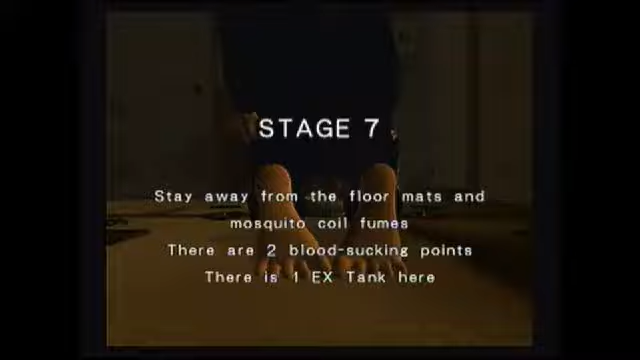 STAGE 7
Stay away from the floor mats and
mosquito coil fumes
There are 2 blood-sucking points
There is 1 EX Tank here